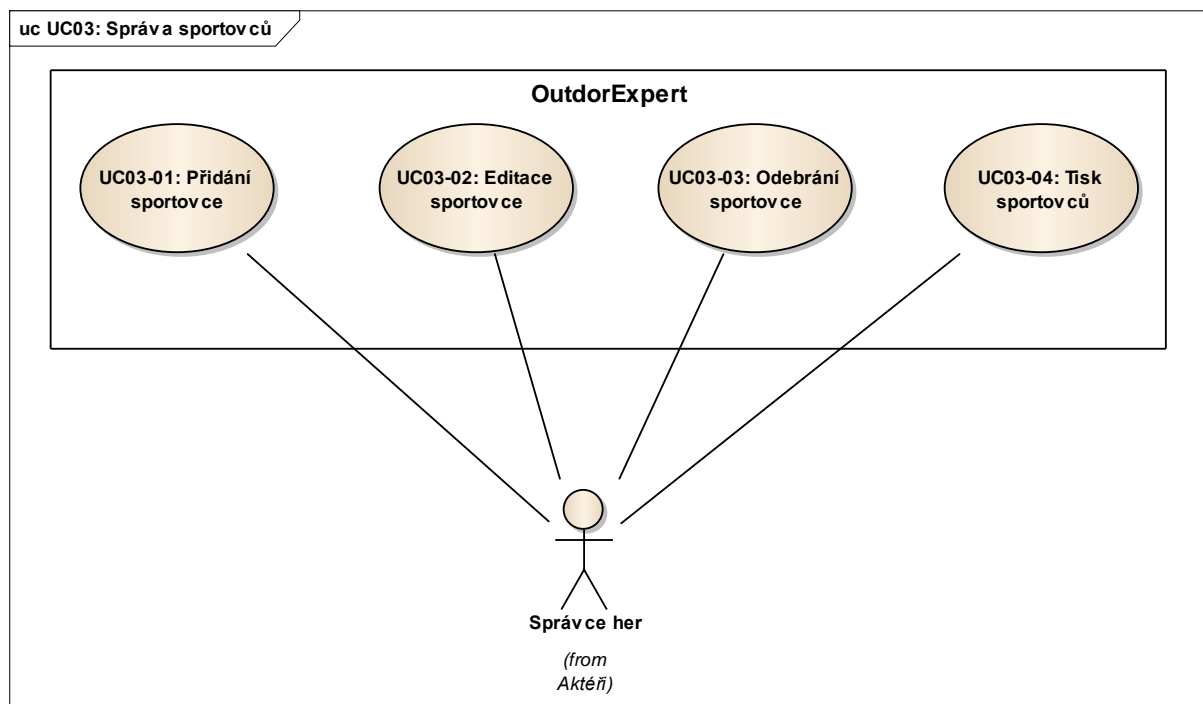 uc UC03: Správa sportovců
OutdorExpert
UC03-01: Přidání
sportovce
UC03-02: Editace
sportovce
UC03-03: Odebrání
sportovce
UC03-04: Tisk
sportovců
Správce her
(from
Aktéři)